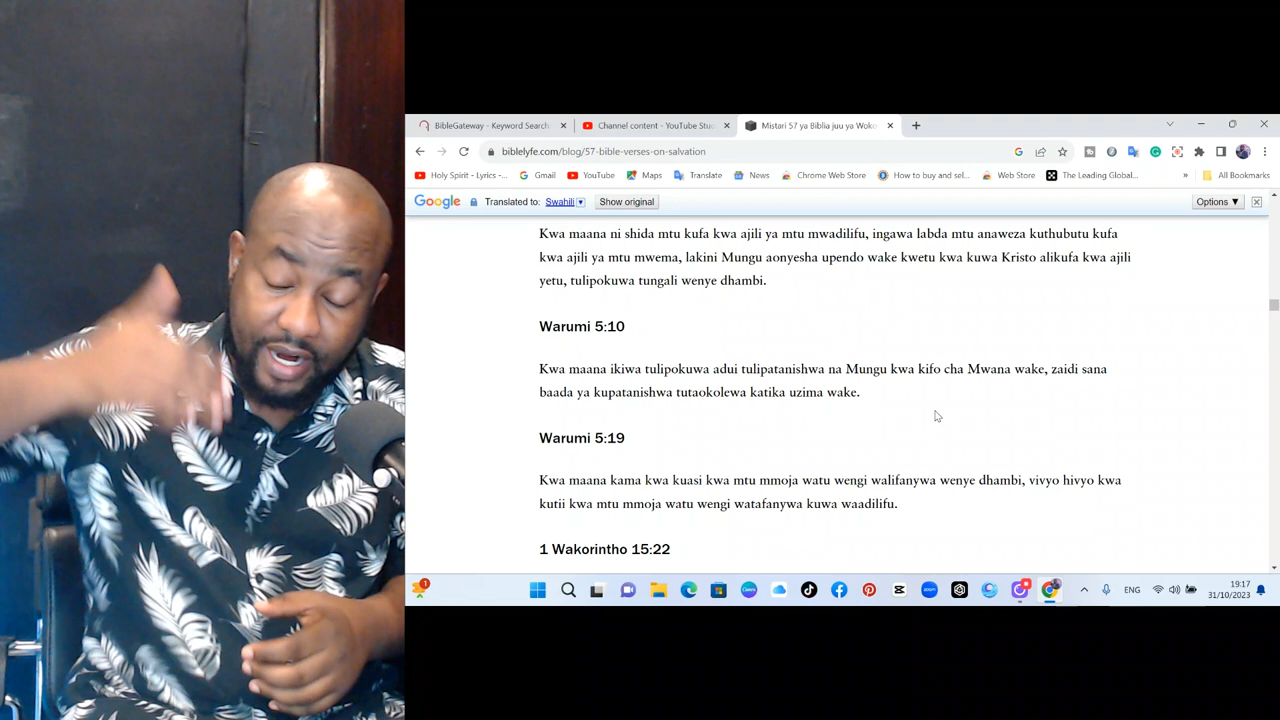 BibleGateway - Keyword Search
Channel content - YouTube Stu
Mistari 57 ya Biblia juu ya Woko
biblelyfe.com/blog/57-bible-verses-on-salvation
Holy Spirit - Lyrics -...
Gmail
YouTube
Maps
Translate
News
Chrome Web Store
How to buy and sel...
Web Store
The Leading Global...
»
All Bookmarks
Google
Translated to: Swahili
Show original
Options ▼
Kwa maana ni shida mtu kufa kwa ajili ya mtu mwadilifu, ingawa labda mtu anaweza kuthubutu kufa
kwa ajili ya mtu mwema, lakini Mungu aonyesha upendo wake kwetu kwa kuwa Kristo alikufa kwa ajili
yetu, tulipokuwa tungali wenye dhambi.
Warumi 5:10
Kwa maana ikiwa tulipokuwa adui tulipatanishwa na Mungu kwa kifo cha Mwana wake, zaidi sana
baada ya kupatanishwa tutaokolewa katika uzima wake.
Warumi 5:19
Kwa maana kama kwa kuasi kwa mtu mmoja watu wengi walifanywa wenye dhambi, vivyo hivyo kwa
kutii kwa mtu mmoja watu wengi watafanywa kuwa waadilifu.
1 Wakorintho 15:22
1
Canva
zoom
ENG
19:17
31/10/2023